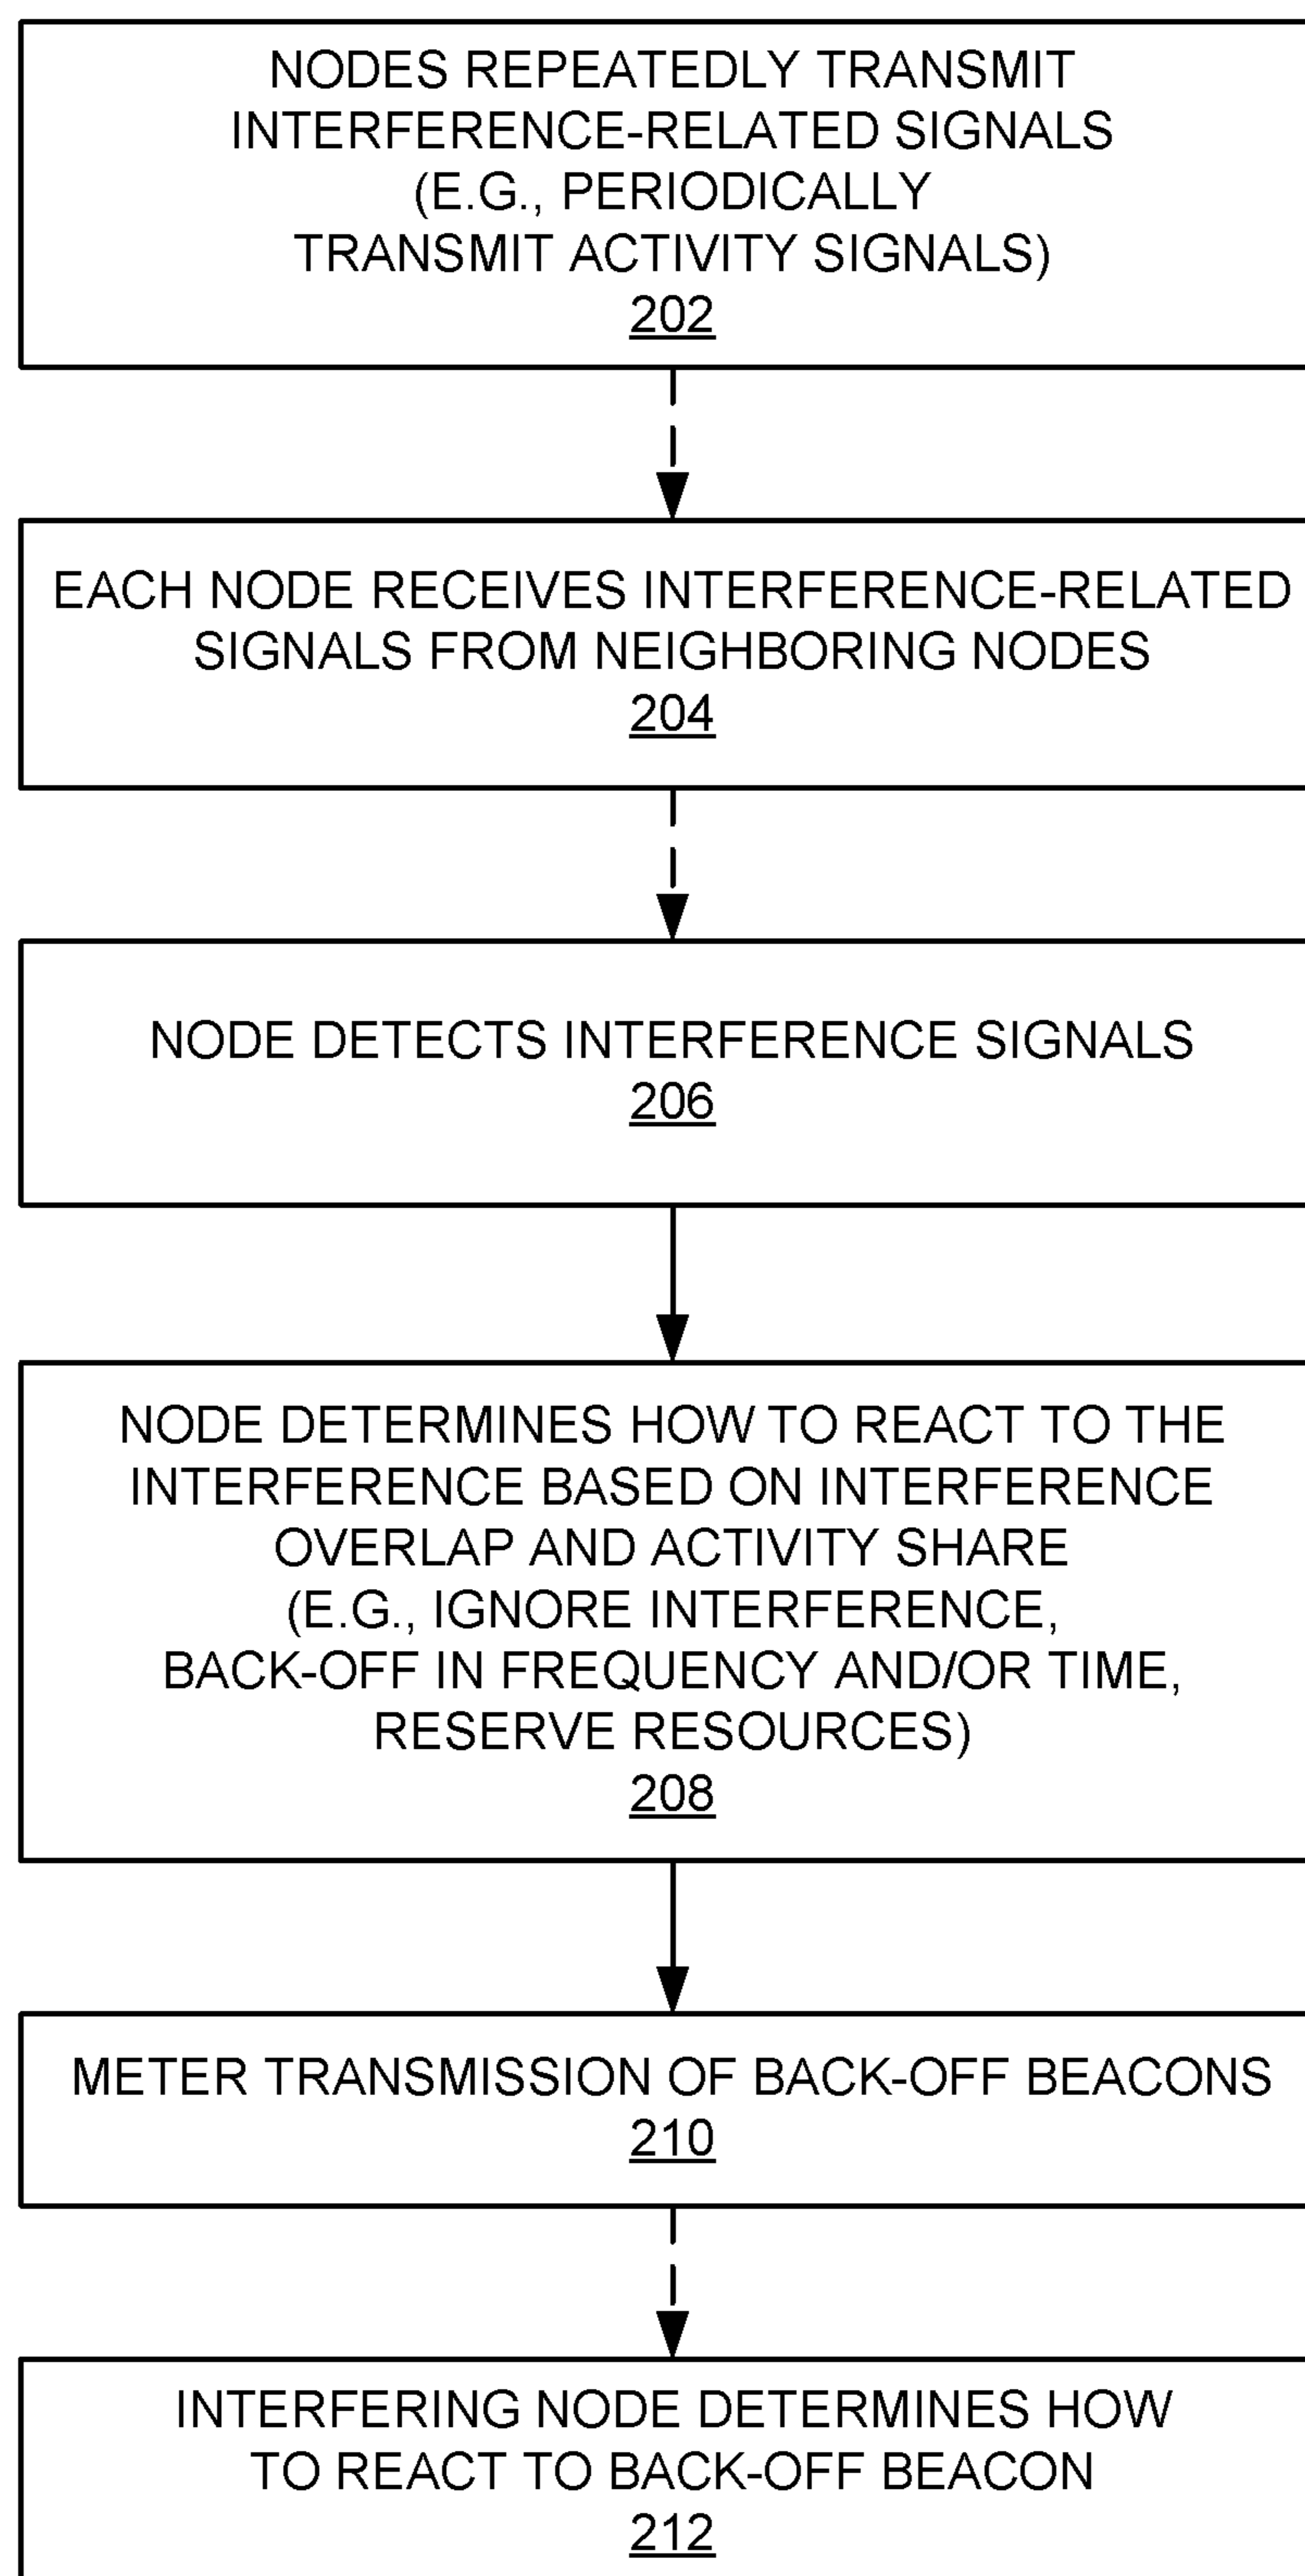 NODES REPEATEDLY TRANSMIT
INTERFERENCE-RELATED SIGNALS
(E.G., PERIODICALLY
TRANSMIT ACTIVITY SIGNALS)
202
EACH NODE RECEIVES INTERFERENCE-RELATED
SIGNALS FROM NEIGHBORING NODES
204
NODE DETECTS INTERFERENCE SIGNALS
206
NODE DETERMINES HOW TO REACT TO THE
INTERFERENCE BASED ON INTERFERENCE
OVERLAP AND ACTIVITY SHARE
(E.G., IGNORE INTERFERENCE,
BACK-OFF IN FREQUENCY AND/OR TIME,
RESERVE RESOURCES)
208
METER TRANSMISSION OF BACK-OFF BEACONS
210
INTERFERING NODE DETERMINES HOW
TO REACT TO BACK-OFF BEACON
212